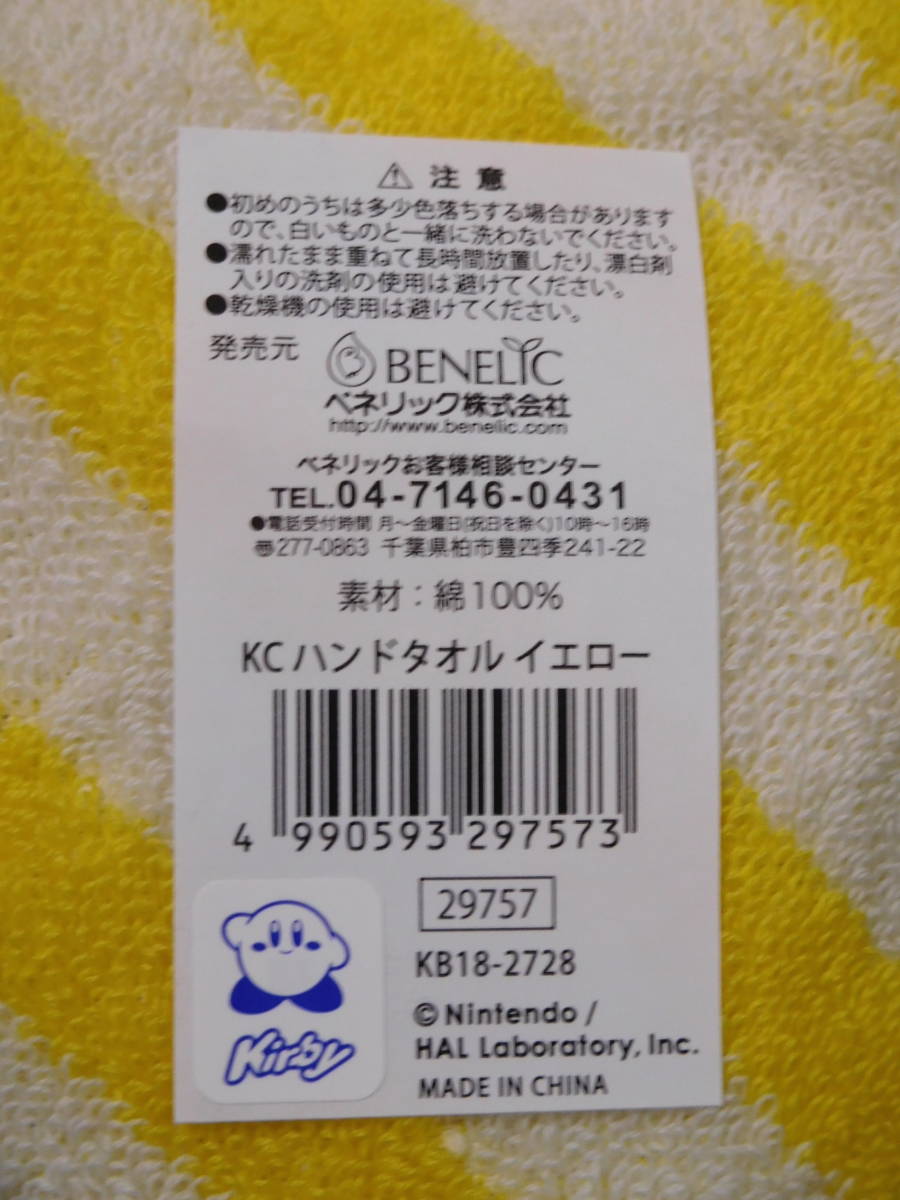 ⚠ 注意
●初めのうちは多少色落ちする場合があります
ので、白いものと一緒に洗わないでください。
●濡れたまま重ねて長時間放置したり、漂白剤
入りの洗剤の使用は避けてください。
●乾燥機の使用は避けてください。
発売元 BENELIC
ベネリック株式会社
http://www.benelic.com
ベネリックお客様相談センター
TEL.04-7146-0431
●電話受付時間 月〜金曜日(祝日を除く)10時〜16時
〠277-0863 千葉県柏市豊四季241-22
素材：綿100%
KCハンドタオル イエロー
4 990593 297573
29757
KB18-2728
© Nintendo /
HAL Laboratory, Inc.
MADE IN CHINA
Kirby